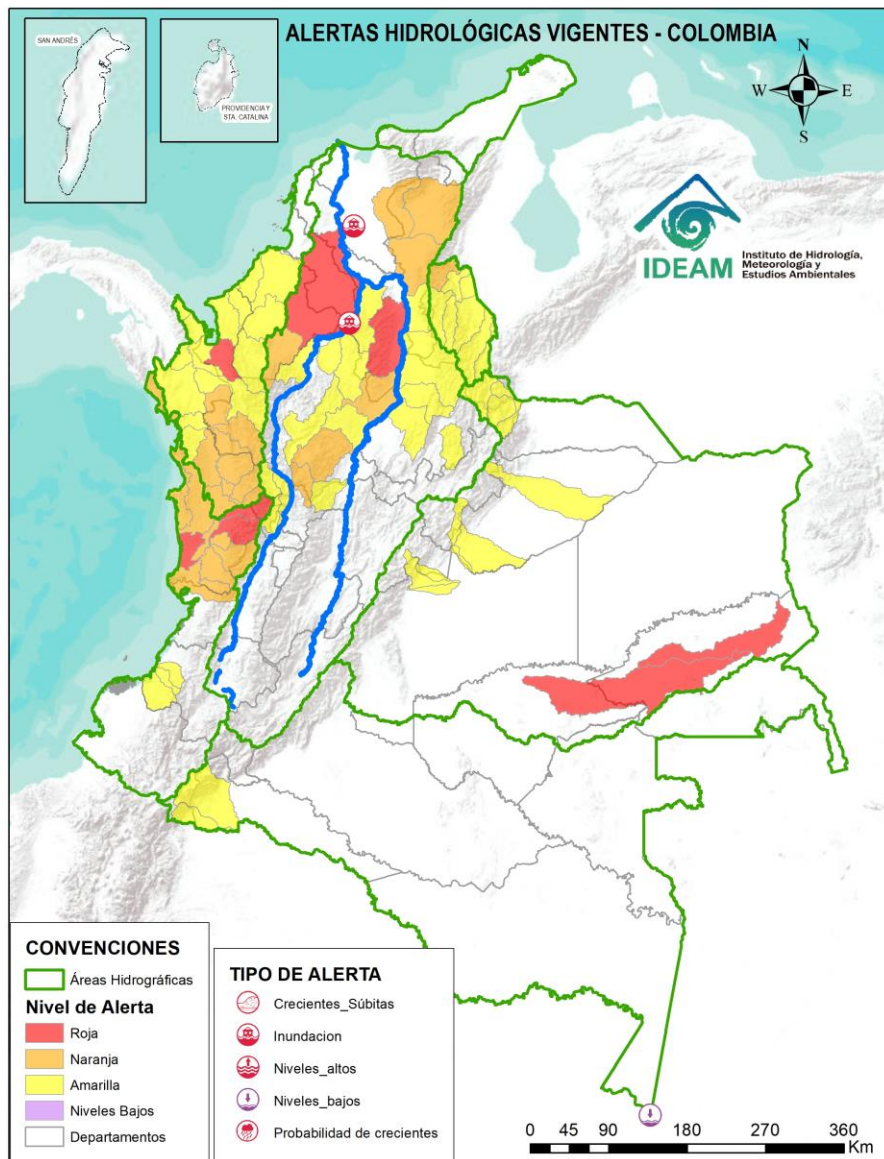 ALERTAS HIDROLÓGICAS VIGENTES - COLOMBIA
SAN ANDRÉS
PROVIDENCIA Y
STA. CATALINA
N
W
E
S
IDEAM
Instituto de Hidrología,
Meteorología y
Estudios Ambientales
CONVENCIONES
Áreas Hidrográficas
Nivel de Alerta
Roja
Naranja
Amarilla
Niveles Bajos
Departamentos
TIPO DE ALERTA
Crecientes_Súbitas
Inundacion
Niveles_altos
Niveles_bajos
Probabilidad de crecientes
0 45 90 180 270 360
Km